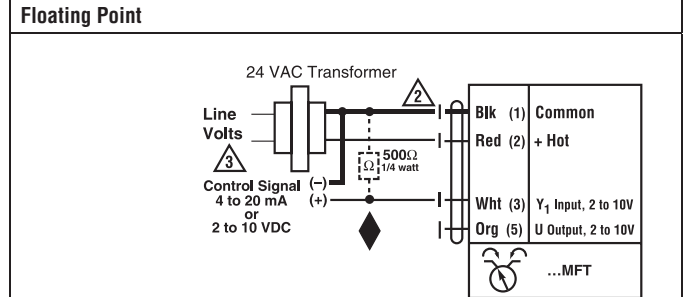 Floating Point
24 VAC Transformer
2
Blk (1) Common
Line
Volts
Red (2) + Hot
3
Ω
500Ω
1/4 watt
Control Signal (–)
4 to 20 mA (+)
or
2 to 10 VDC
Wht (3) Y₁ Input, 2 to 10V
Org (5) U Output, 2 to 10V
...MFT